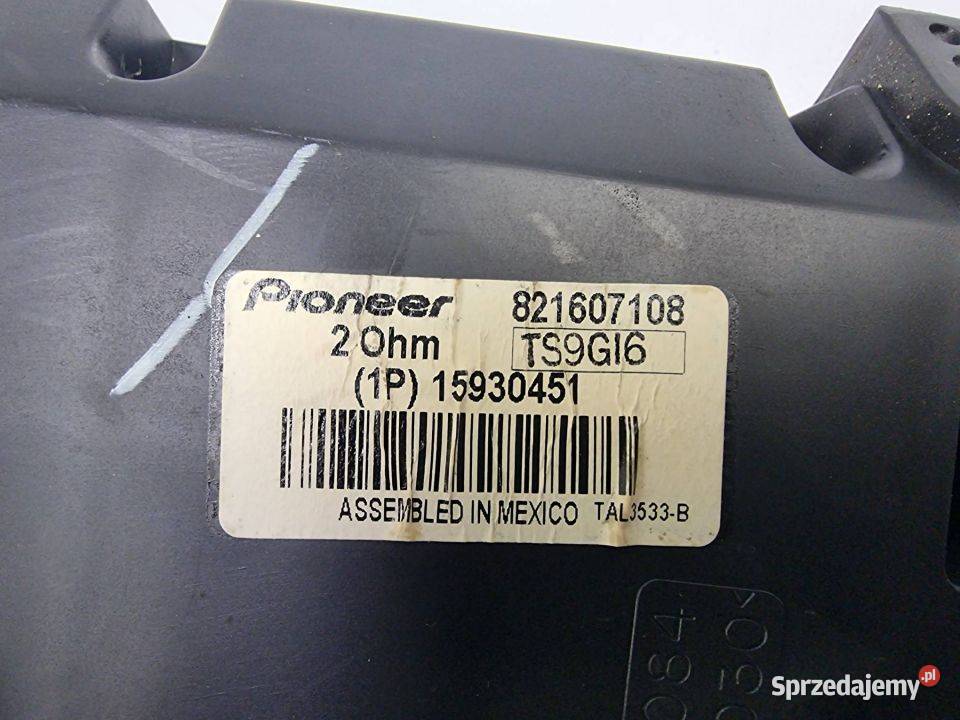 Pioneer 821607108
2 Ohm TS9GI6
(1P) 15930451
ASSEMBLED IN MEXICO TAL3533-B
Sprzedajemy.pl